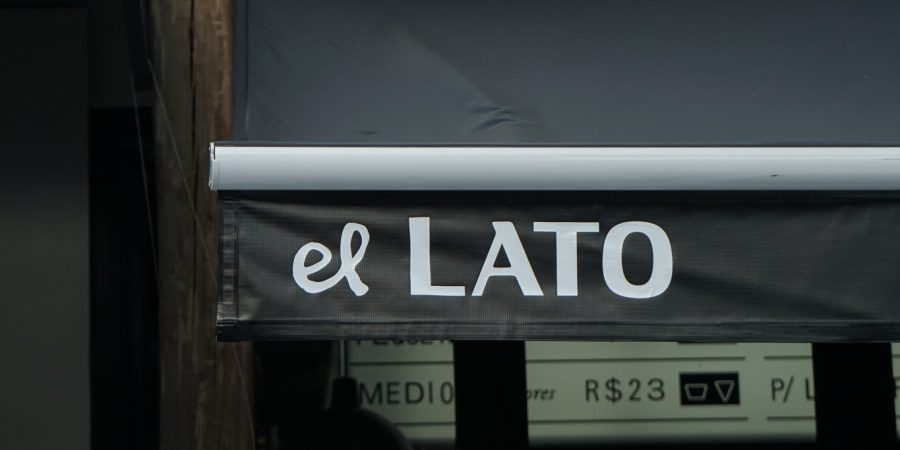 el LATO
MEDIO
R$23
P/